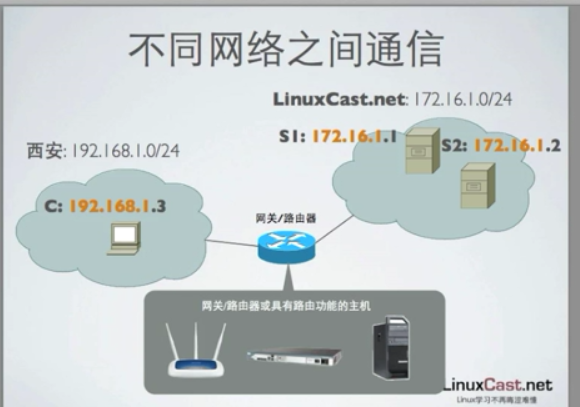 不同网络之间通信
LinuxCast.net: 172.16.1.0/24
S1: 172.16.1.1
S2: 172.16.1.2
西安: 192.168.1.0/24
C: 192.168.1.3
网关/路由器
网关/路由器或具有路由功能的主机
LinuxCast.net
Linux学习不再晦涩难懂